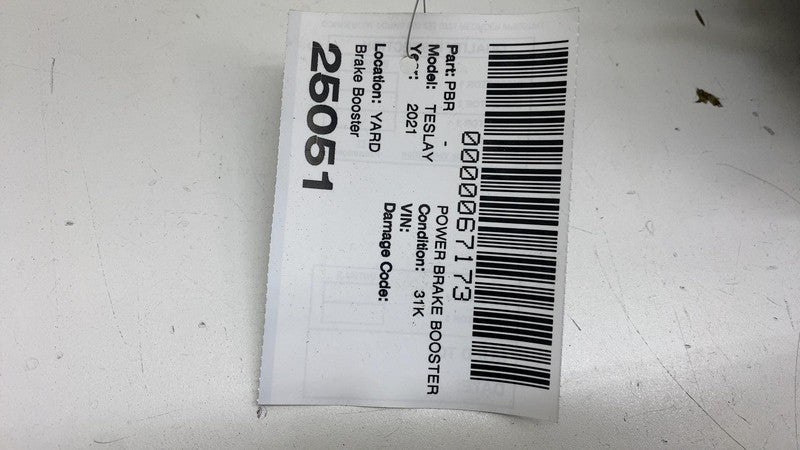 0000067173
Part: PBR - POWER BRAKE BOOSTER
Model: TESLAY Condition: 31K
Year: 2021 VIN:
Damage Code:
Location: YARD
Brake Booster
25051